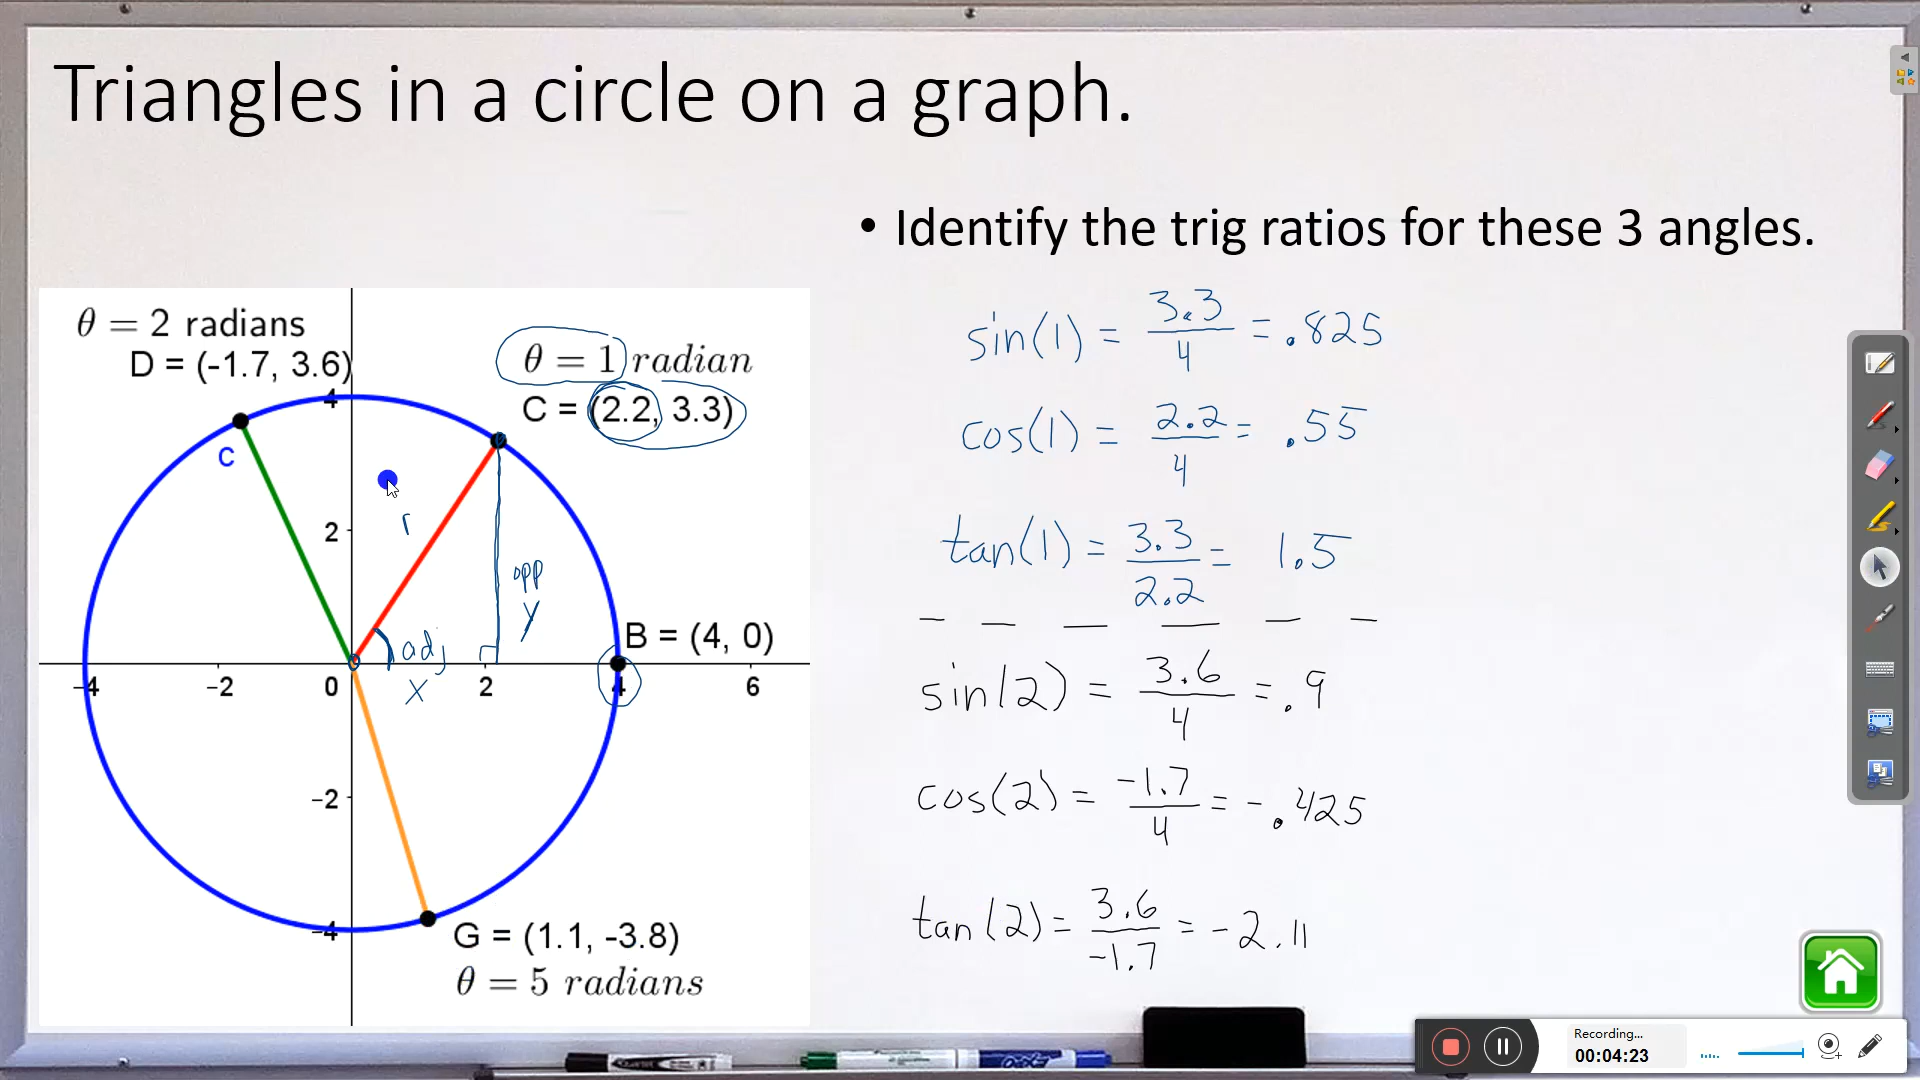 Triangles in a circle on a graph.
• Identify the trig ratios for these 3 angles.
θ = 2 radians
D = (-1.7, 3.6)
θ = 1 radian
C = (2.2, 3.3)
4
c
r
2
opp
y
adj
x
B = (4, 0)
−4
−2
0
2
4
6
−2
−4
G = (1.1, -3.8)
θ = 5 radians
sin(1) = 3.3/4 = .825
cos(1) = 2.2/4 = .55
tan(1) = 3.3/2.2 = 1.5
sin(2) = 3.6/4 = .9
cos(2) = -1.7/4 = -.425
tan(2) = 3.6/-1.7 = -2.11
Recording...
00:04:23